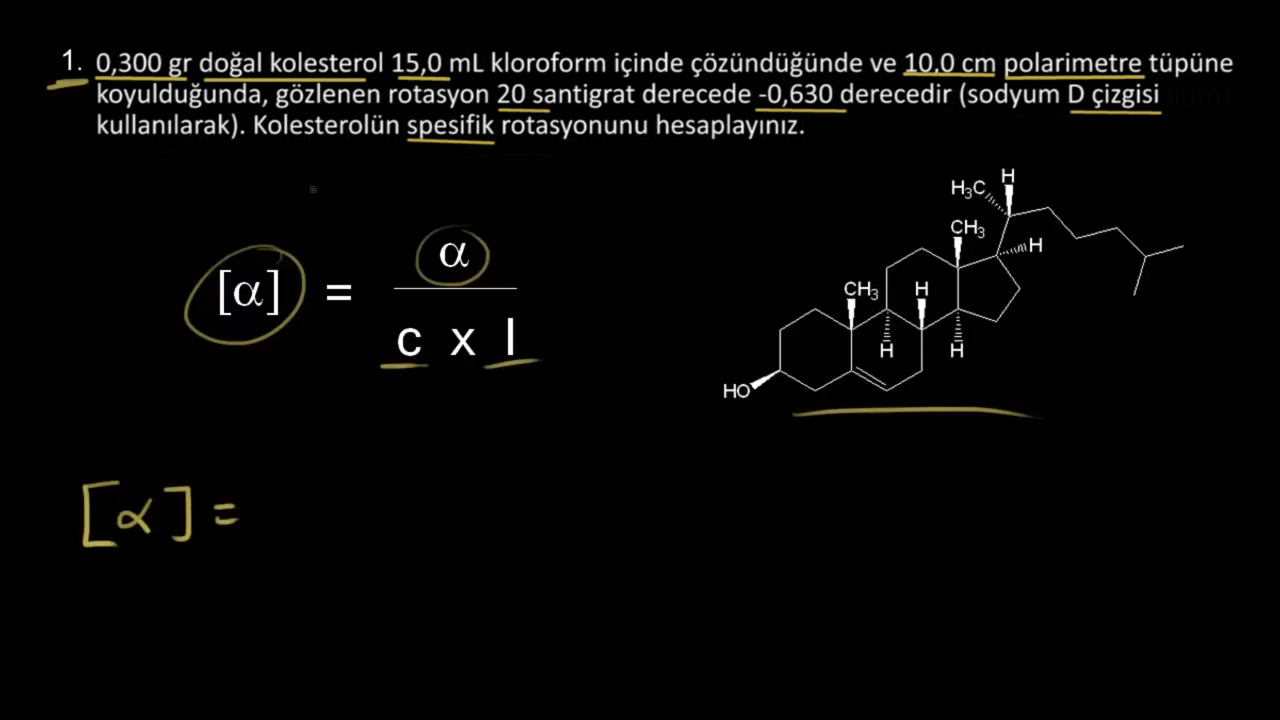 1. 0,300 gr doğal kolesterol 15,0 mL kloroform içinde çözündüğünde ve 10,0 cm polarimetre tüpüne
koyulduğunda, gözlenen rotasyon 20 santigrat derecede -0,630 derecedir (sodyum D çizgisi
kullanılarak). Kolesterolün spesifik rotasyonunu hesaplayınız.
H
H₃C
CH₃
H
α
[α] =
c x l
CH₃ H
H H
HO
[α] =